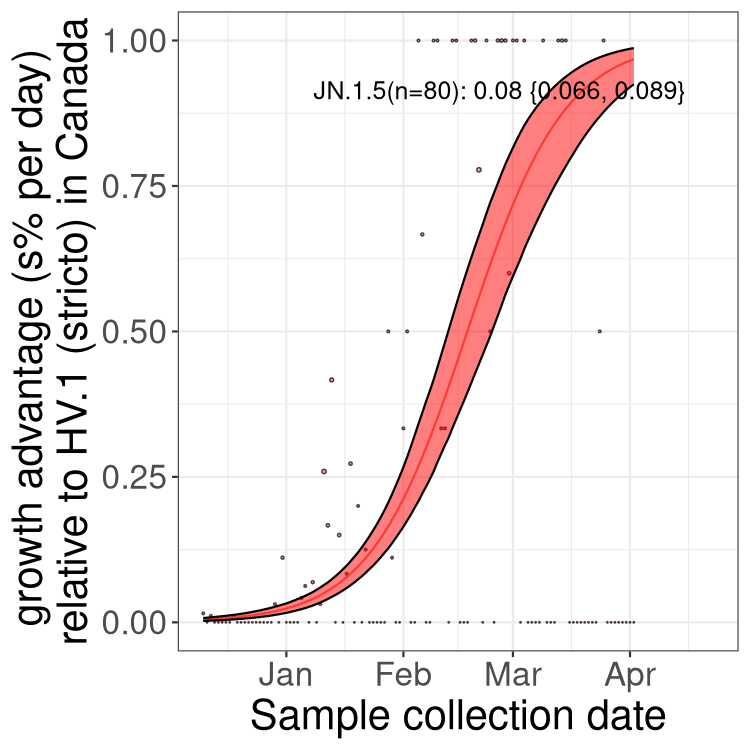 growth advantage (s% per day)
relative to HV.1 (stricto) in Canada
1.00
0.75
0.50
0.25
0.00
JN.1.5(n=80): 0.08 {0.066, 0.089}
Jan Feb Mar Apr
Sample collection date